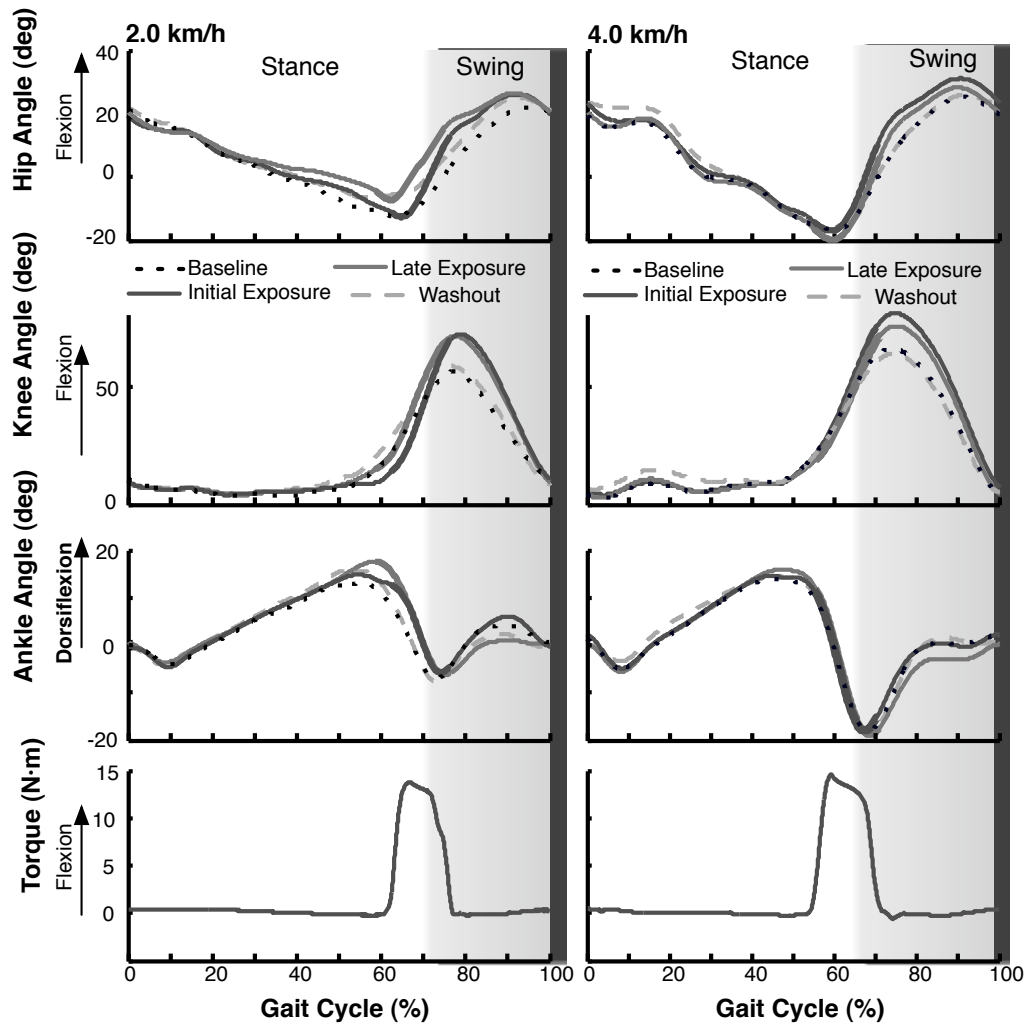 2.0 km/h
4.0 km/h
Hip Angle (deg)
Flexion
40
20
0
-20
Stance
Swing
Stance
Swing
Baseline
Late Exposure
Initial Exposure
Washout
Baseline
Late Exposure
Initial Exposure
Washout
Knee Angle (deg)
Flexion
50
0
Ankle Angle (deg)
Dorsiflexion
20
0
-20
Torque (N·m)
Flexion
15
10
5
0
0 20 40 60 80 100
0 20 40 60 80 100
Gait Cycle (%)
Gait Cycle (%)